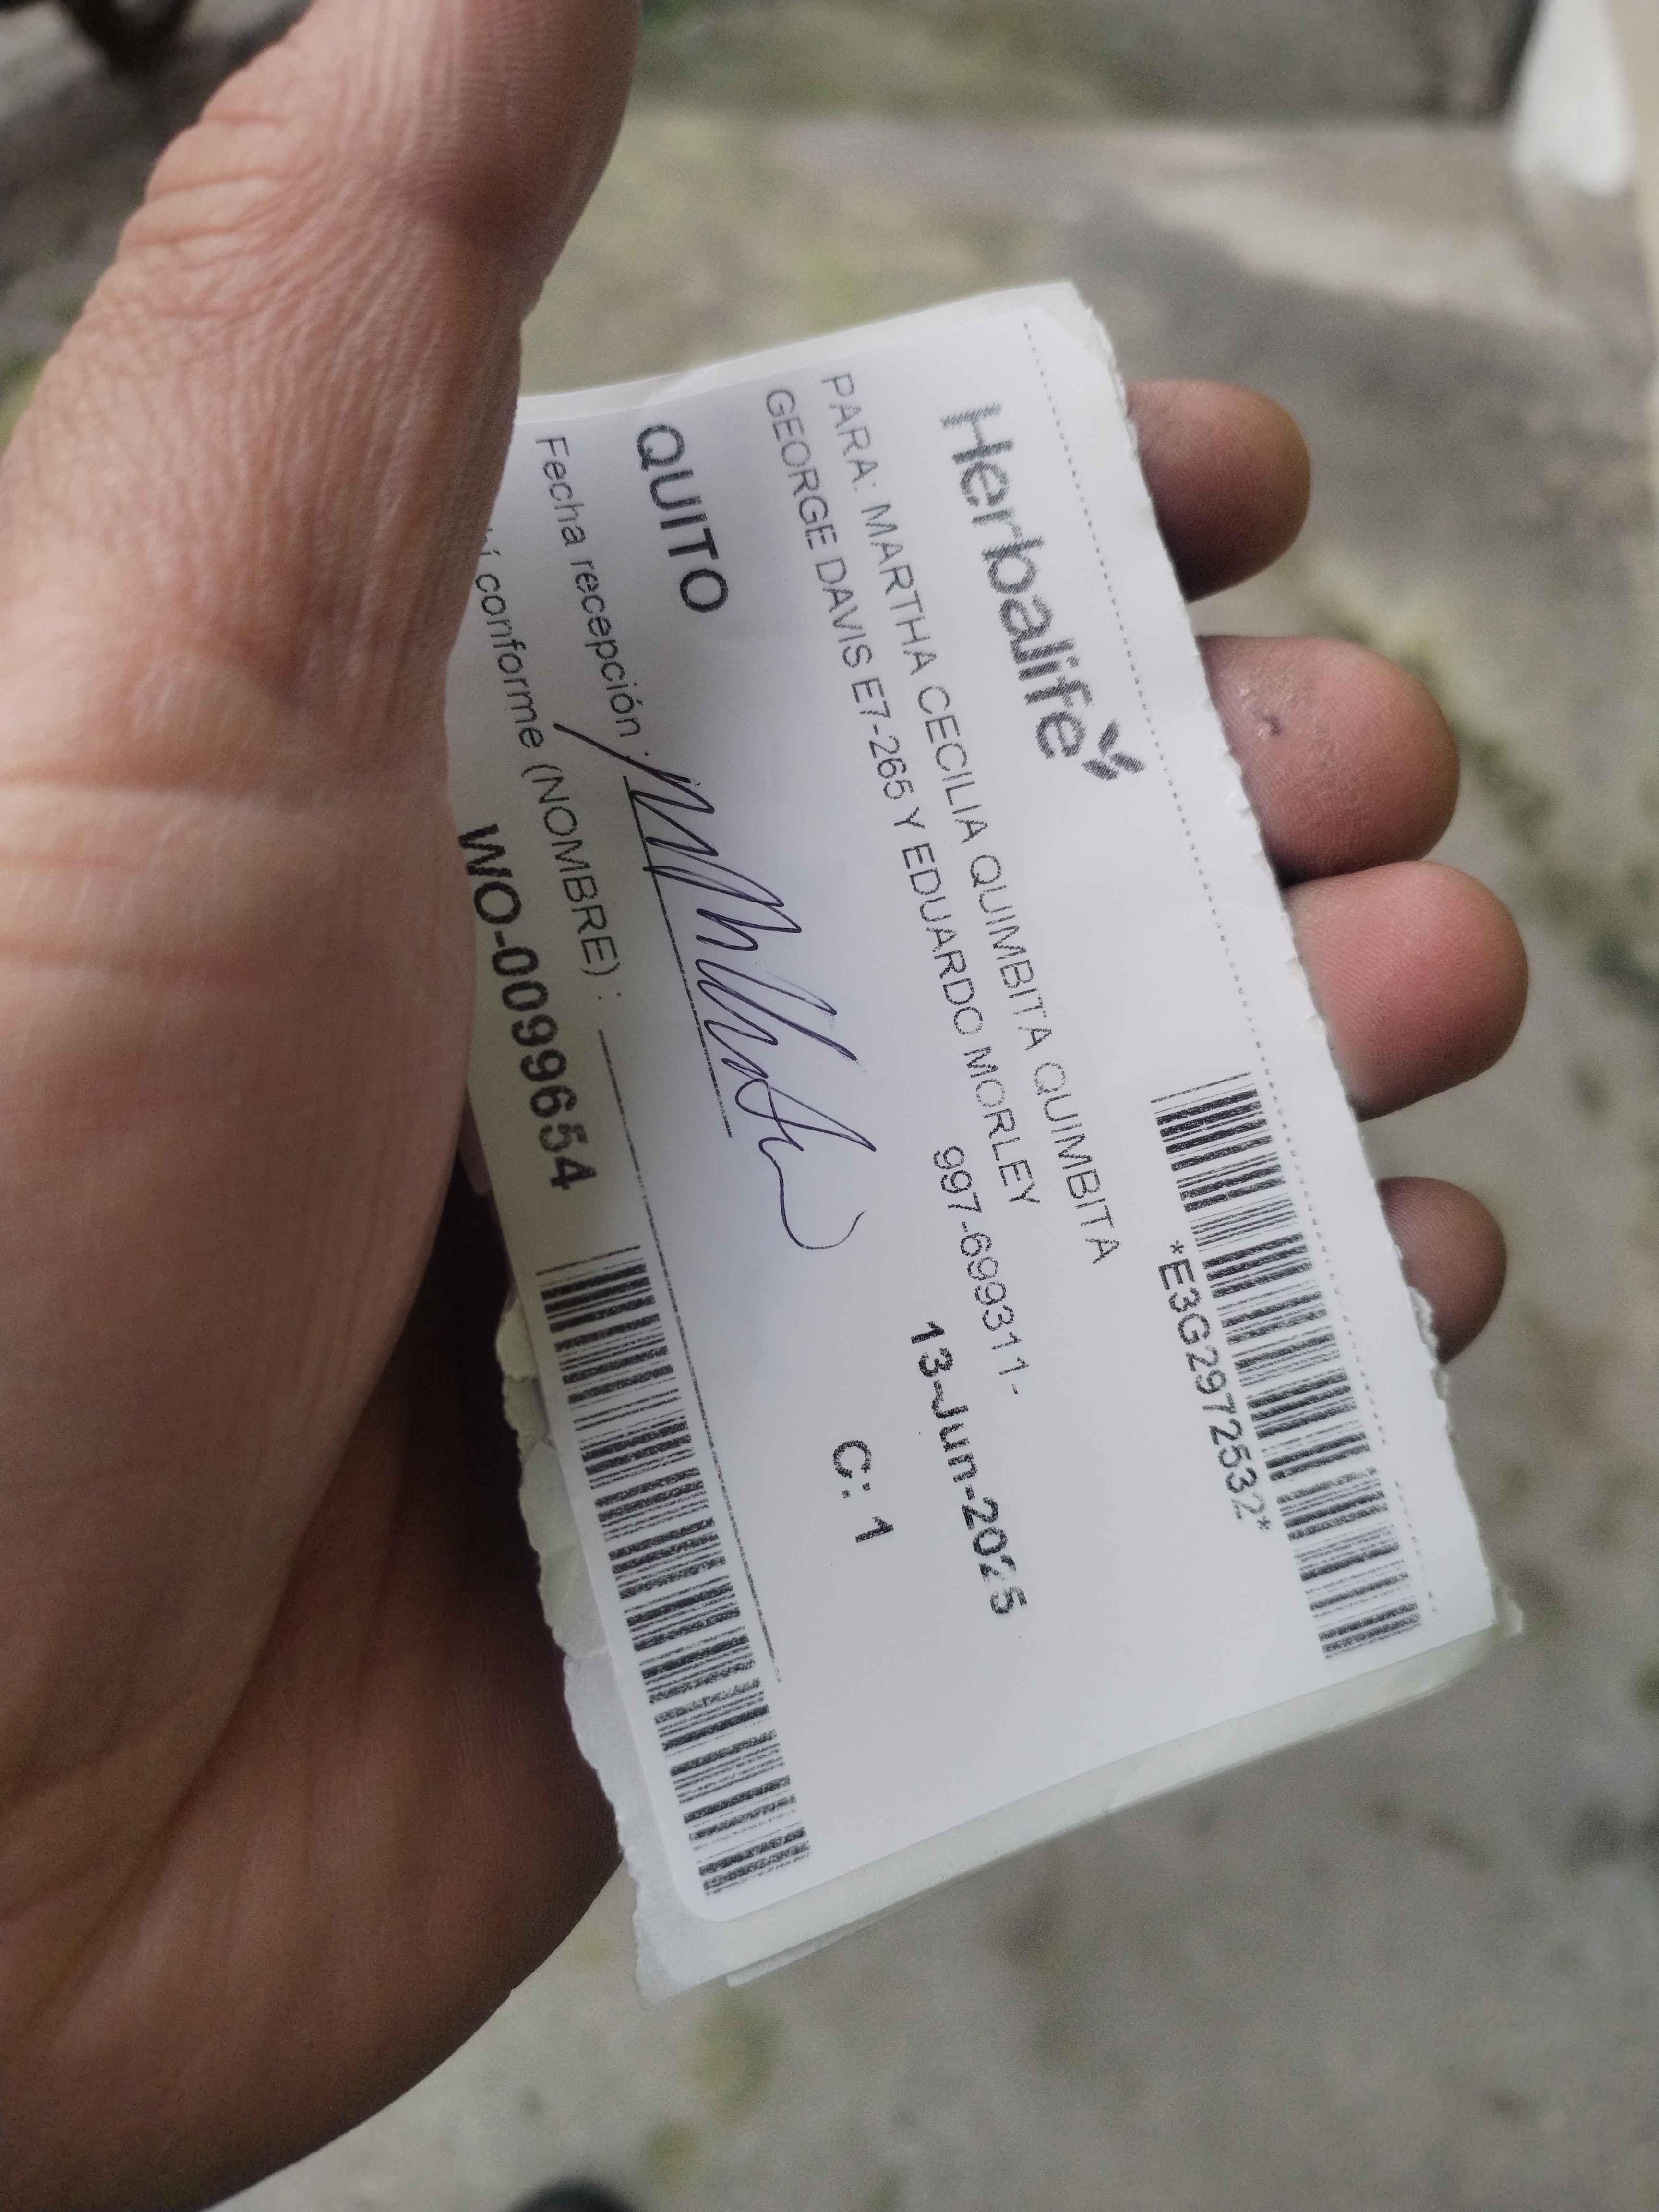 Herbalife
*E3G2972532*
PARA: MARTHA CECILIA QUIMBITA QUIMBITA
GEORGE DAVIS E7-265 Y EDUARDO MORLEY
997-699311-
13-Jun-2025
QUITO
C: 1
Fecha recepción :
conforme (NOMBRE) :
WO-0099654